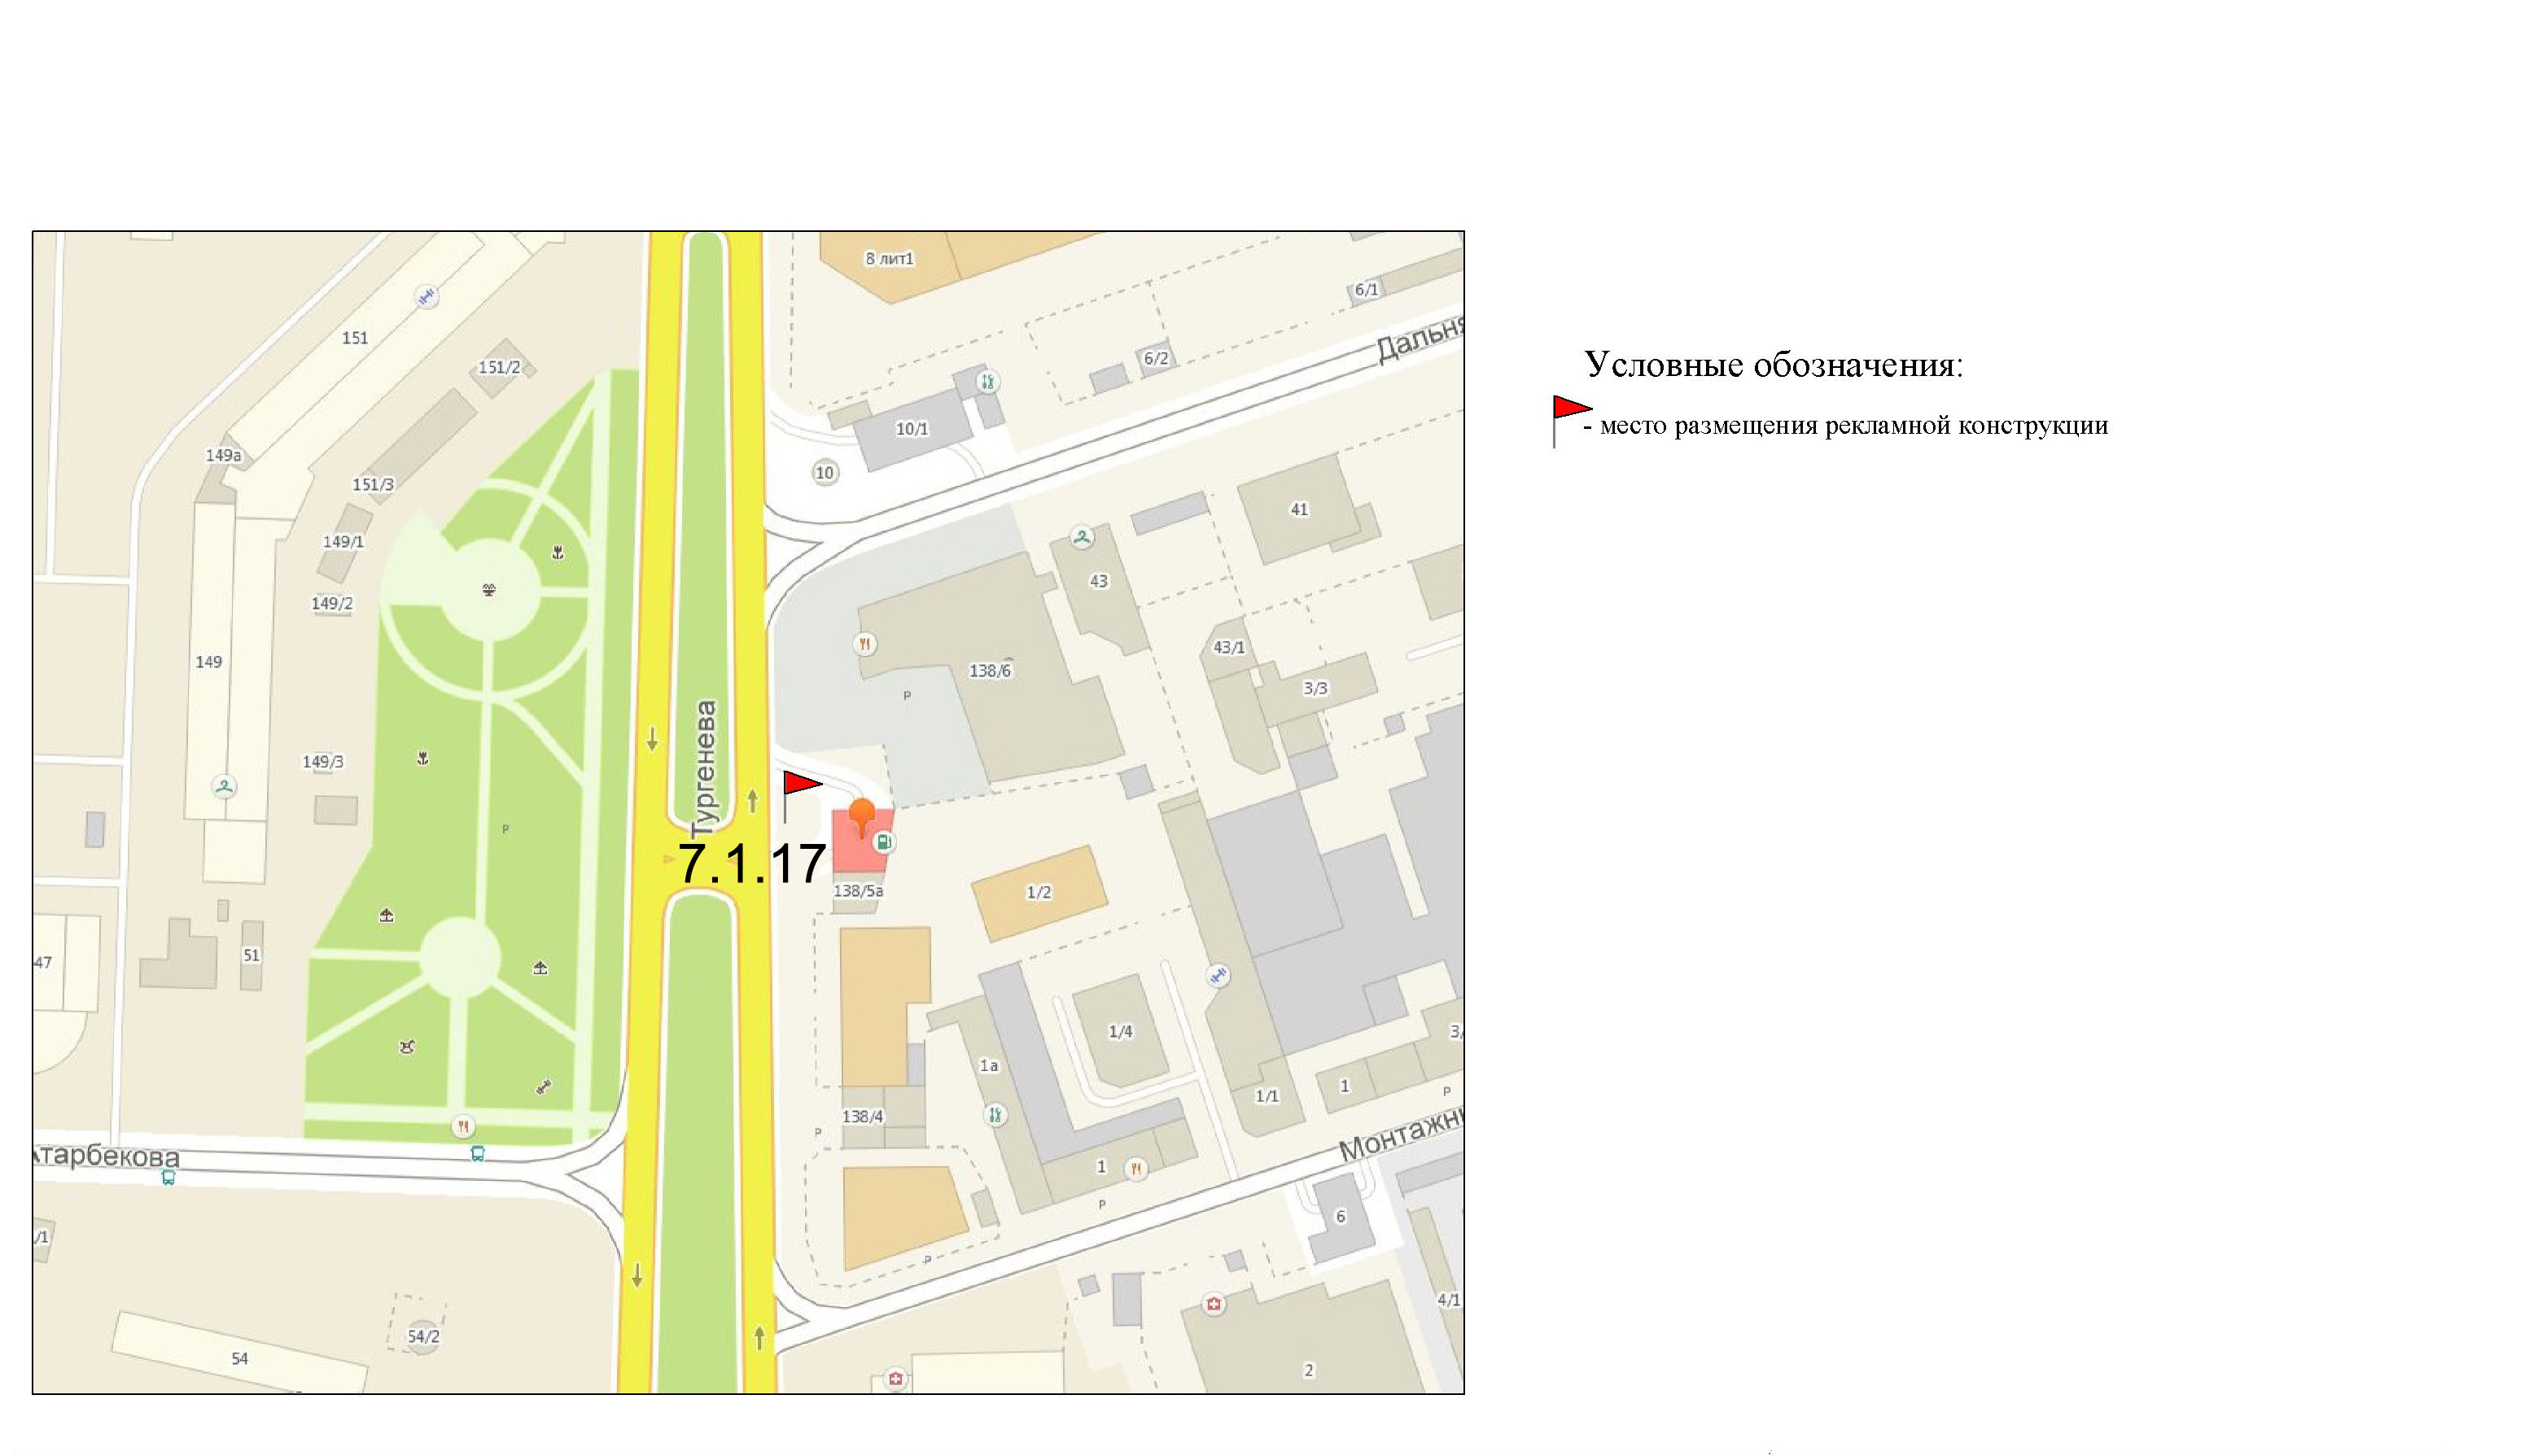 8 лит1
6/1
151
Дальня
6/2
151/2
10/1
149а
10
151/3
41
149/1
43
149/2
43/1
149
138/6
3/3
P
Тургенева
149/3
P
7.1.17
138/5а
1/2
51
47
1/4
3/
1а
1
1/1
P
138/4
P
Монтажн
Атарбекова
1
P
6
/1
P
4/1
54/2
54
2
Условные обозначения:
- место размещения рекламной конструкции